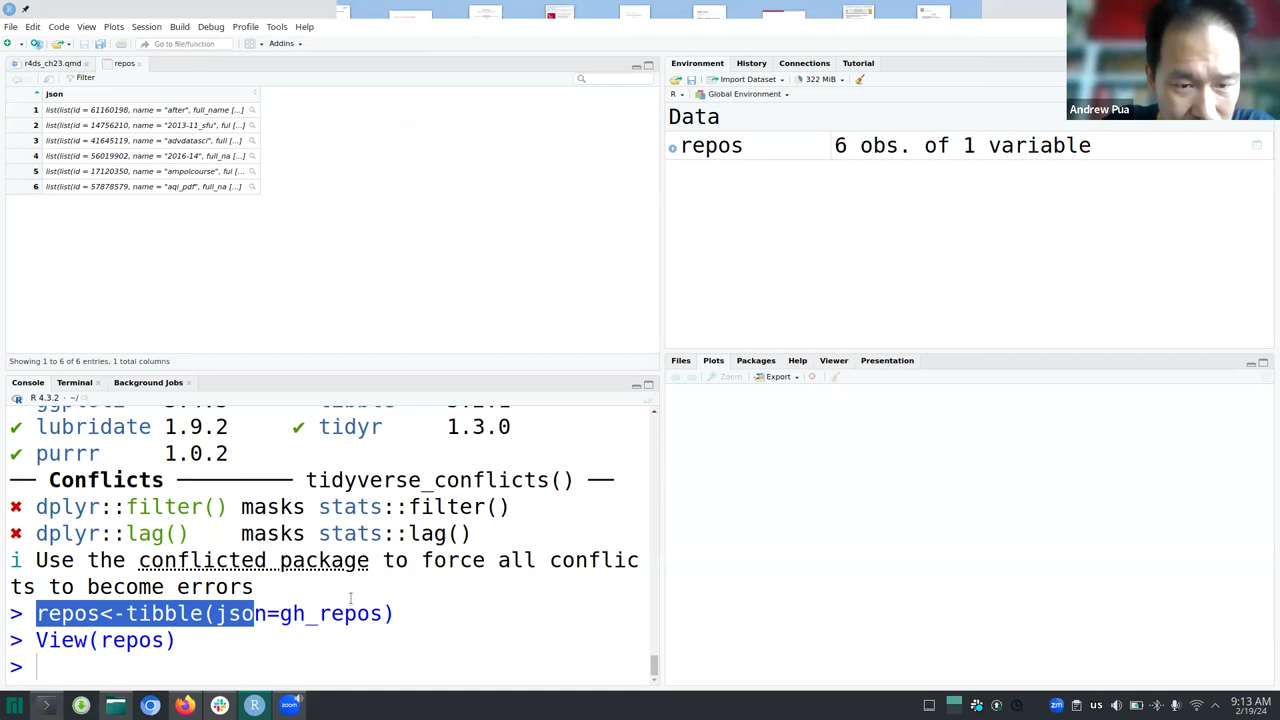 File Edit Code View Plots Session Build Debug Profile Tools Help
Go to file/function
Addins
r4ds_ch23.qmd
repos
Filter
json
1 list(list(id = 61160198, name = "after", full_name [...]
2 list(list(id = 14756210, name = "2013-11_sfu", ful [...]
3 list(list(id = 41645119, name = "advdatasci", full [...]
4 list(list(id = 56019902, name = "2016-14", full_na [...]
5 list(list(id = 17120350, name = "ampolcourse", full [...]
6 list(list(id = 57878579, name = "aqi_pdf", full_na [...]
Showing 1 to 6 of 6 entries, 1 total columns
Console Terminal Background Jobs
R 4.3.2 · ~/
lubridate 1.9.2 ✔ tidyr 1.3.0
✔ purrr 1.0.2
── Conflicts ───────── tidyverse_conflicts() ──
✖ dplyr::filter() masks stats::filter()
✖ dplyr::lag() masks stats::lag()
i Use the conflicted package to force all conflic
ts to become errors
> repos<-tibble(json=gh_repos)
> View(repos)
>
Environment History Connections Tutorial
Import Dataset
322 MiB
R
Global Environment
Data
repos 6 obs. of 1 variable
Files Plots Packages Help Viewer Presentation
Zoom
Export
Andrew Pua
zoom
zm
us
9:13 AM
2/19/24